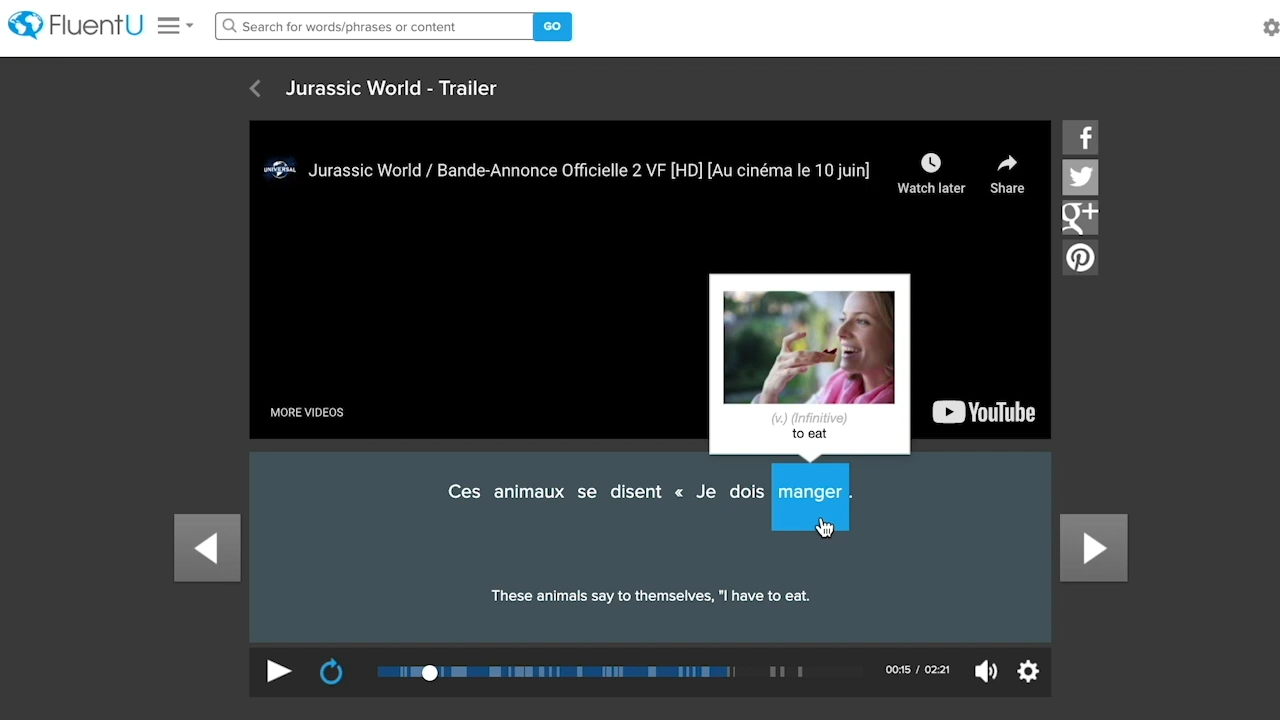 FluentU
Search for words/phrases or content
GO
Jurassic World - Trailer
UNIVERSAL
Jurassic World / Bande-Annonce Officielle 2 VF [HD] [Au cinéma le 10 juin]
Watch later
Share
f
g+
MORE VIDEOS
YouTube
(v.) (Infinitive)
to eat
Ces animaux se disent « Je dois manger .
These animals say to themselves, "I have to eat.
00:15 / 02:21